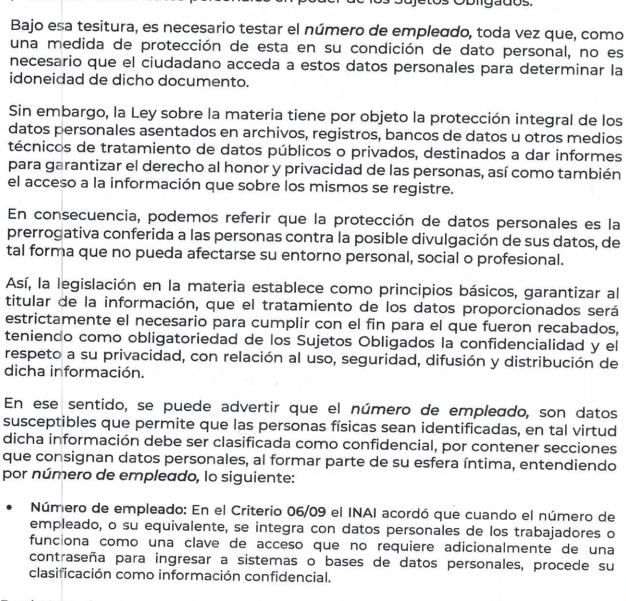 Bajo esa tesitura, es necesario testar el número de empleado, toda vez que, como
una medida de protección de esta en su condición de dato personal, no es
necesario que el ciudadano acceda a estos datos personales para determinar la
idoneidad de dicho documento.
Sin embargo, la Ley sobre la materia tiene por objeto la protección integral de los
datos personales asentados en archivos, registros, bancos de datos u otros medios
técnicos de tratamiento de datos públicos o privados, destinados a dar informes
para garantizar el derecho al honor y privacidad de las personas, así como también
el acceso a la información que sobre los mismos se registre.
En consecuencia, podemos referir que la protección de datos personales es la
prerrogativa conferida a las personas contra la posible divulgación de sus datos, de
tal forma que no pueda afectarse su entorno personal, social o profesional.
Así, la legislación en la materia establece como principios básicos, garantizar al
titular de la información, que el tratamiento de los datos proporcionados será
estrictamente el necesario para cumplir con el fin para el que fueron recabados,
teniendo como obligatoriedad de los Sujetos Obligados la confidencialidad y el
respeto a su privacidad, con relación al uso, seguridad, difusión y distribución de
dicha información.
En ese sentido, se puede advertir que el número de empleado, son datos
susceptibles que permite que las personas físicas sean identificadas, en tal virtud
dicha información debe ser clasificada como confidencial, por contener secciones
que consignan datos personales, al formar parte de su esfera íntima, entendiendo
por número de empleado, lo siguiente:
• Número de empleado: En el Criterio 06/09 el INAI acordó que cuando el número de
empleado, o su equivalente, se integra con datos personales de los trabajadores o
funciona como una clave de acceso que no requiere adicionalmente de una
contraseña para ingresar a sistemas o bases de datos personales, procede su
clasificación como información confidencial.